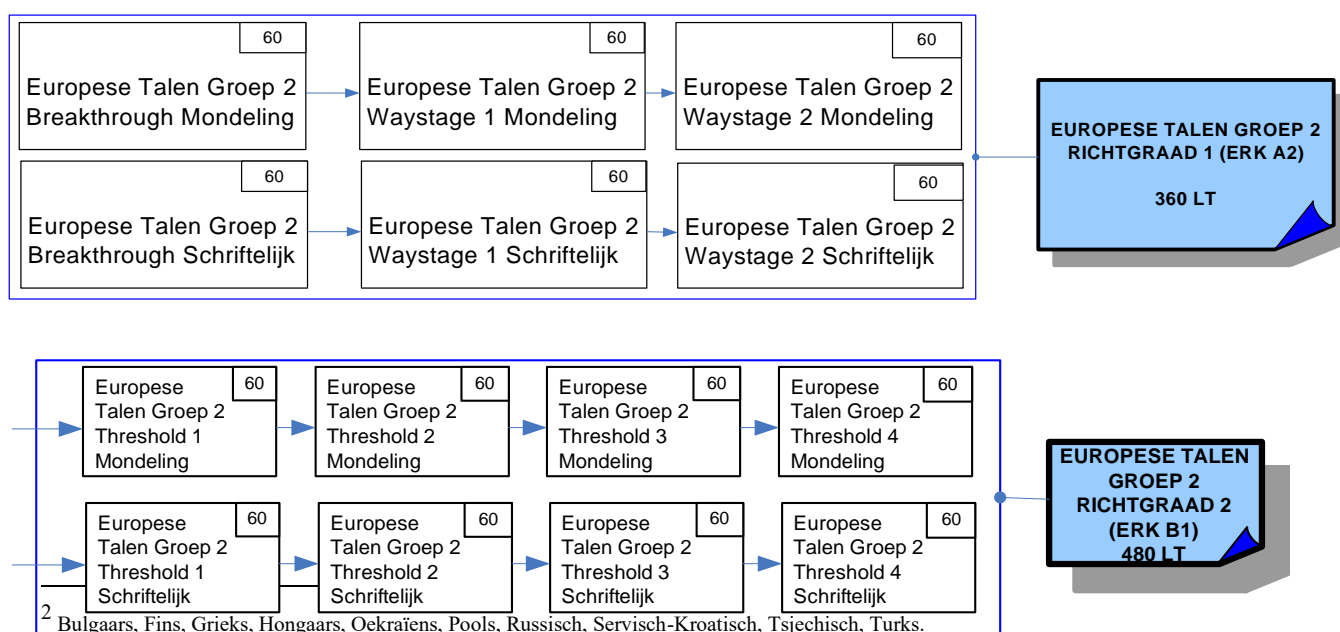 60
Europese Talen Groep 2
Breakthrough Mondeling
60
Europese Talen Groep 2
Waystage 1 Mondeling
60
Europese Talen Groep 2
Waystage 2 Mondeling
60
Europese Talen Groep 2
Breakthrough Schriftelijk
60
Europese Talen Groep 2
Waystage 1 Schriftelijk
60
Europese Talen Groep 2
Waystage 2 Schriftelijk
EUROPESE TALEN GROEP 2
RICHTGRAAD 1 (ERK A2)
360 LT
60
Europese
Talen Groep 2
Threshold 1
Mondeling
60
Europese
Talen Groep 2
Threshold 2
Mondeling
60
Europese
Talen Groep 2
Threshold 3
Mondeling
60
Europese
Talen Groep 2
Threshold 4
Mondeling
60
Europese
Talen Groep 2
Threshold 1
Schriftelijk
60
Europese
Talen Groep 2
Threshold 2
Schriftelijk
60
Europese
Talen Groep 2
Threshold 3
Schriftelijk
60
Europese
Talen Groep 2
Threshold 4
Schriftelijk
EUROPESE TALEN
GROEP 2
RICHTGRAAD 2
(ERK B1)
480 LT
2 Bulgaars, Fins, Grieks, Hongaars, Oekraïens, Pools, Russisch, Servisch-Kroatisch, Tsjechisch, Turks.